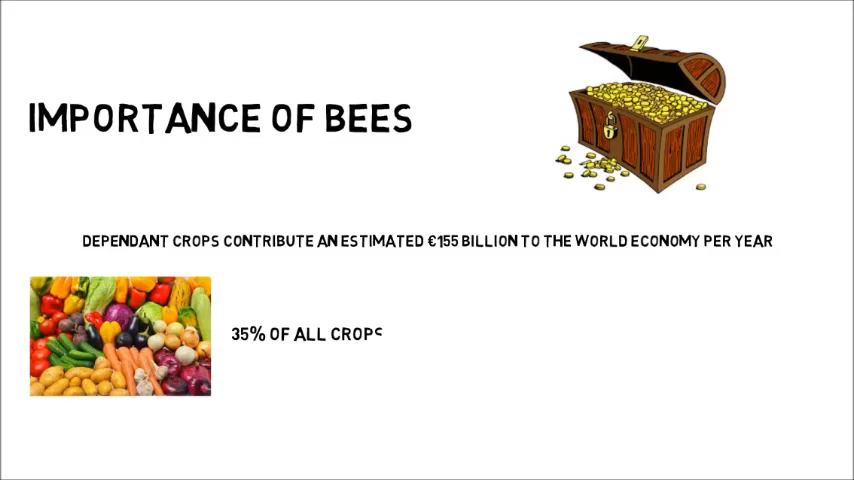 IMPORTANCE OF BEES
DEPENDANT CROPS CONTRIBUTE AN ESTIMATED €155 BILLION TO THE WORLD ECONOMY PER YEAR
35% OF ALL CROPS